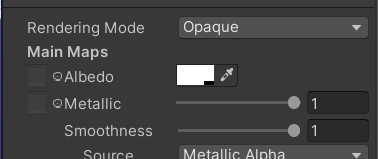 Rendering Mode Opaque
Main Maps
Albedo
Metallic 1
Smoothness 1
Source Metallic Alpha